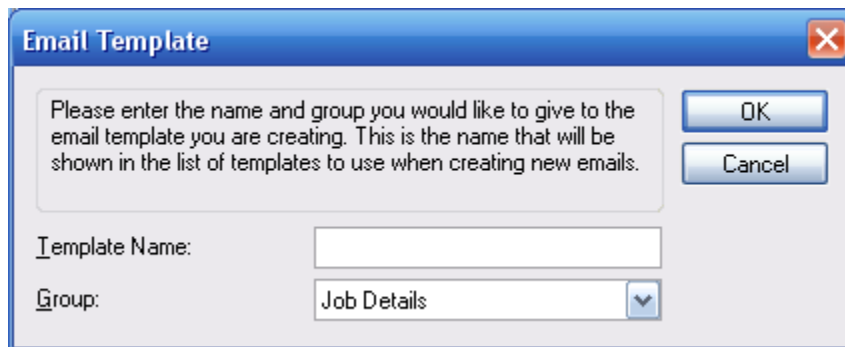 Email Template
Please enter the name and group you would like to give to the
email template you are creating. This is the name that will be
shown in the list of templates to use when creating new emails.
OK
Cancel
Template Name:
Group:
Job Details